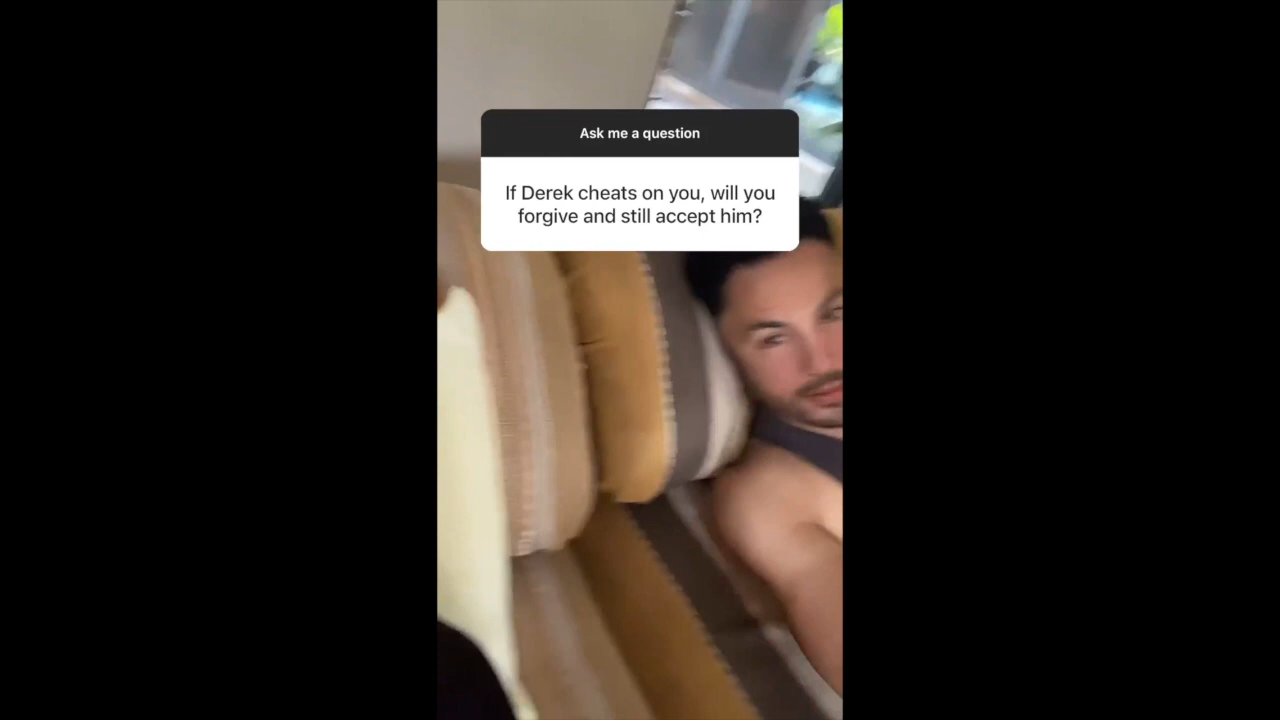 Ask me a question
If Derek cheats on you, will you
forgive and still accept him?